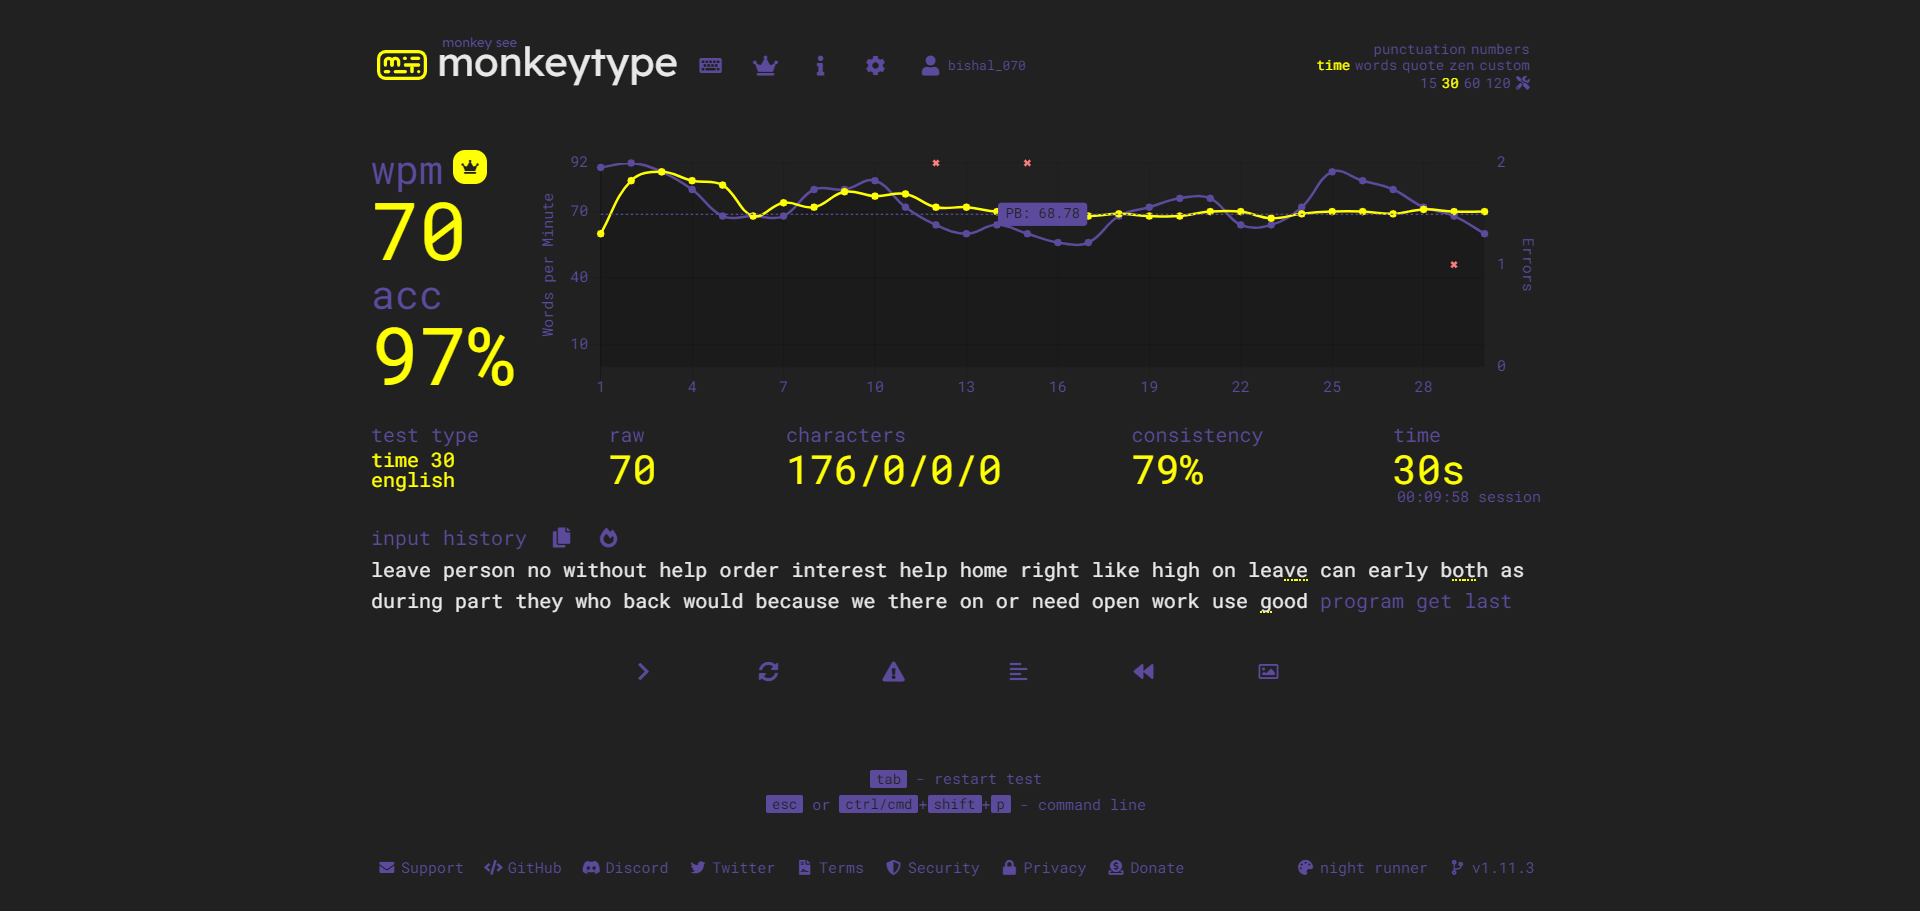 monkey see
monkeytype
bishal_070
punctuation numbers
time words quote zen custom
15 30 60 120
wpm
70
acc
97%
Words per Minute
92
70
40
10
PB: 68.78
2
1
0
Errors
1 4 7 10 13 16 19 22 25 28
test type
time 30
english
raw
70
characters
176/0/0/0
consistency
79%
time
30s
00:09:58 session
input history
leave person no without help order interest help home right like high on leave can early both as
during part they who back would because we there on or need open work use good program get last
tab - restart test
esc or ctrl/cmd+shift+p - command line
Support GitHub Discord Twitter Terms Security Privacy Donate night runner v1.11.3